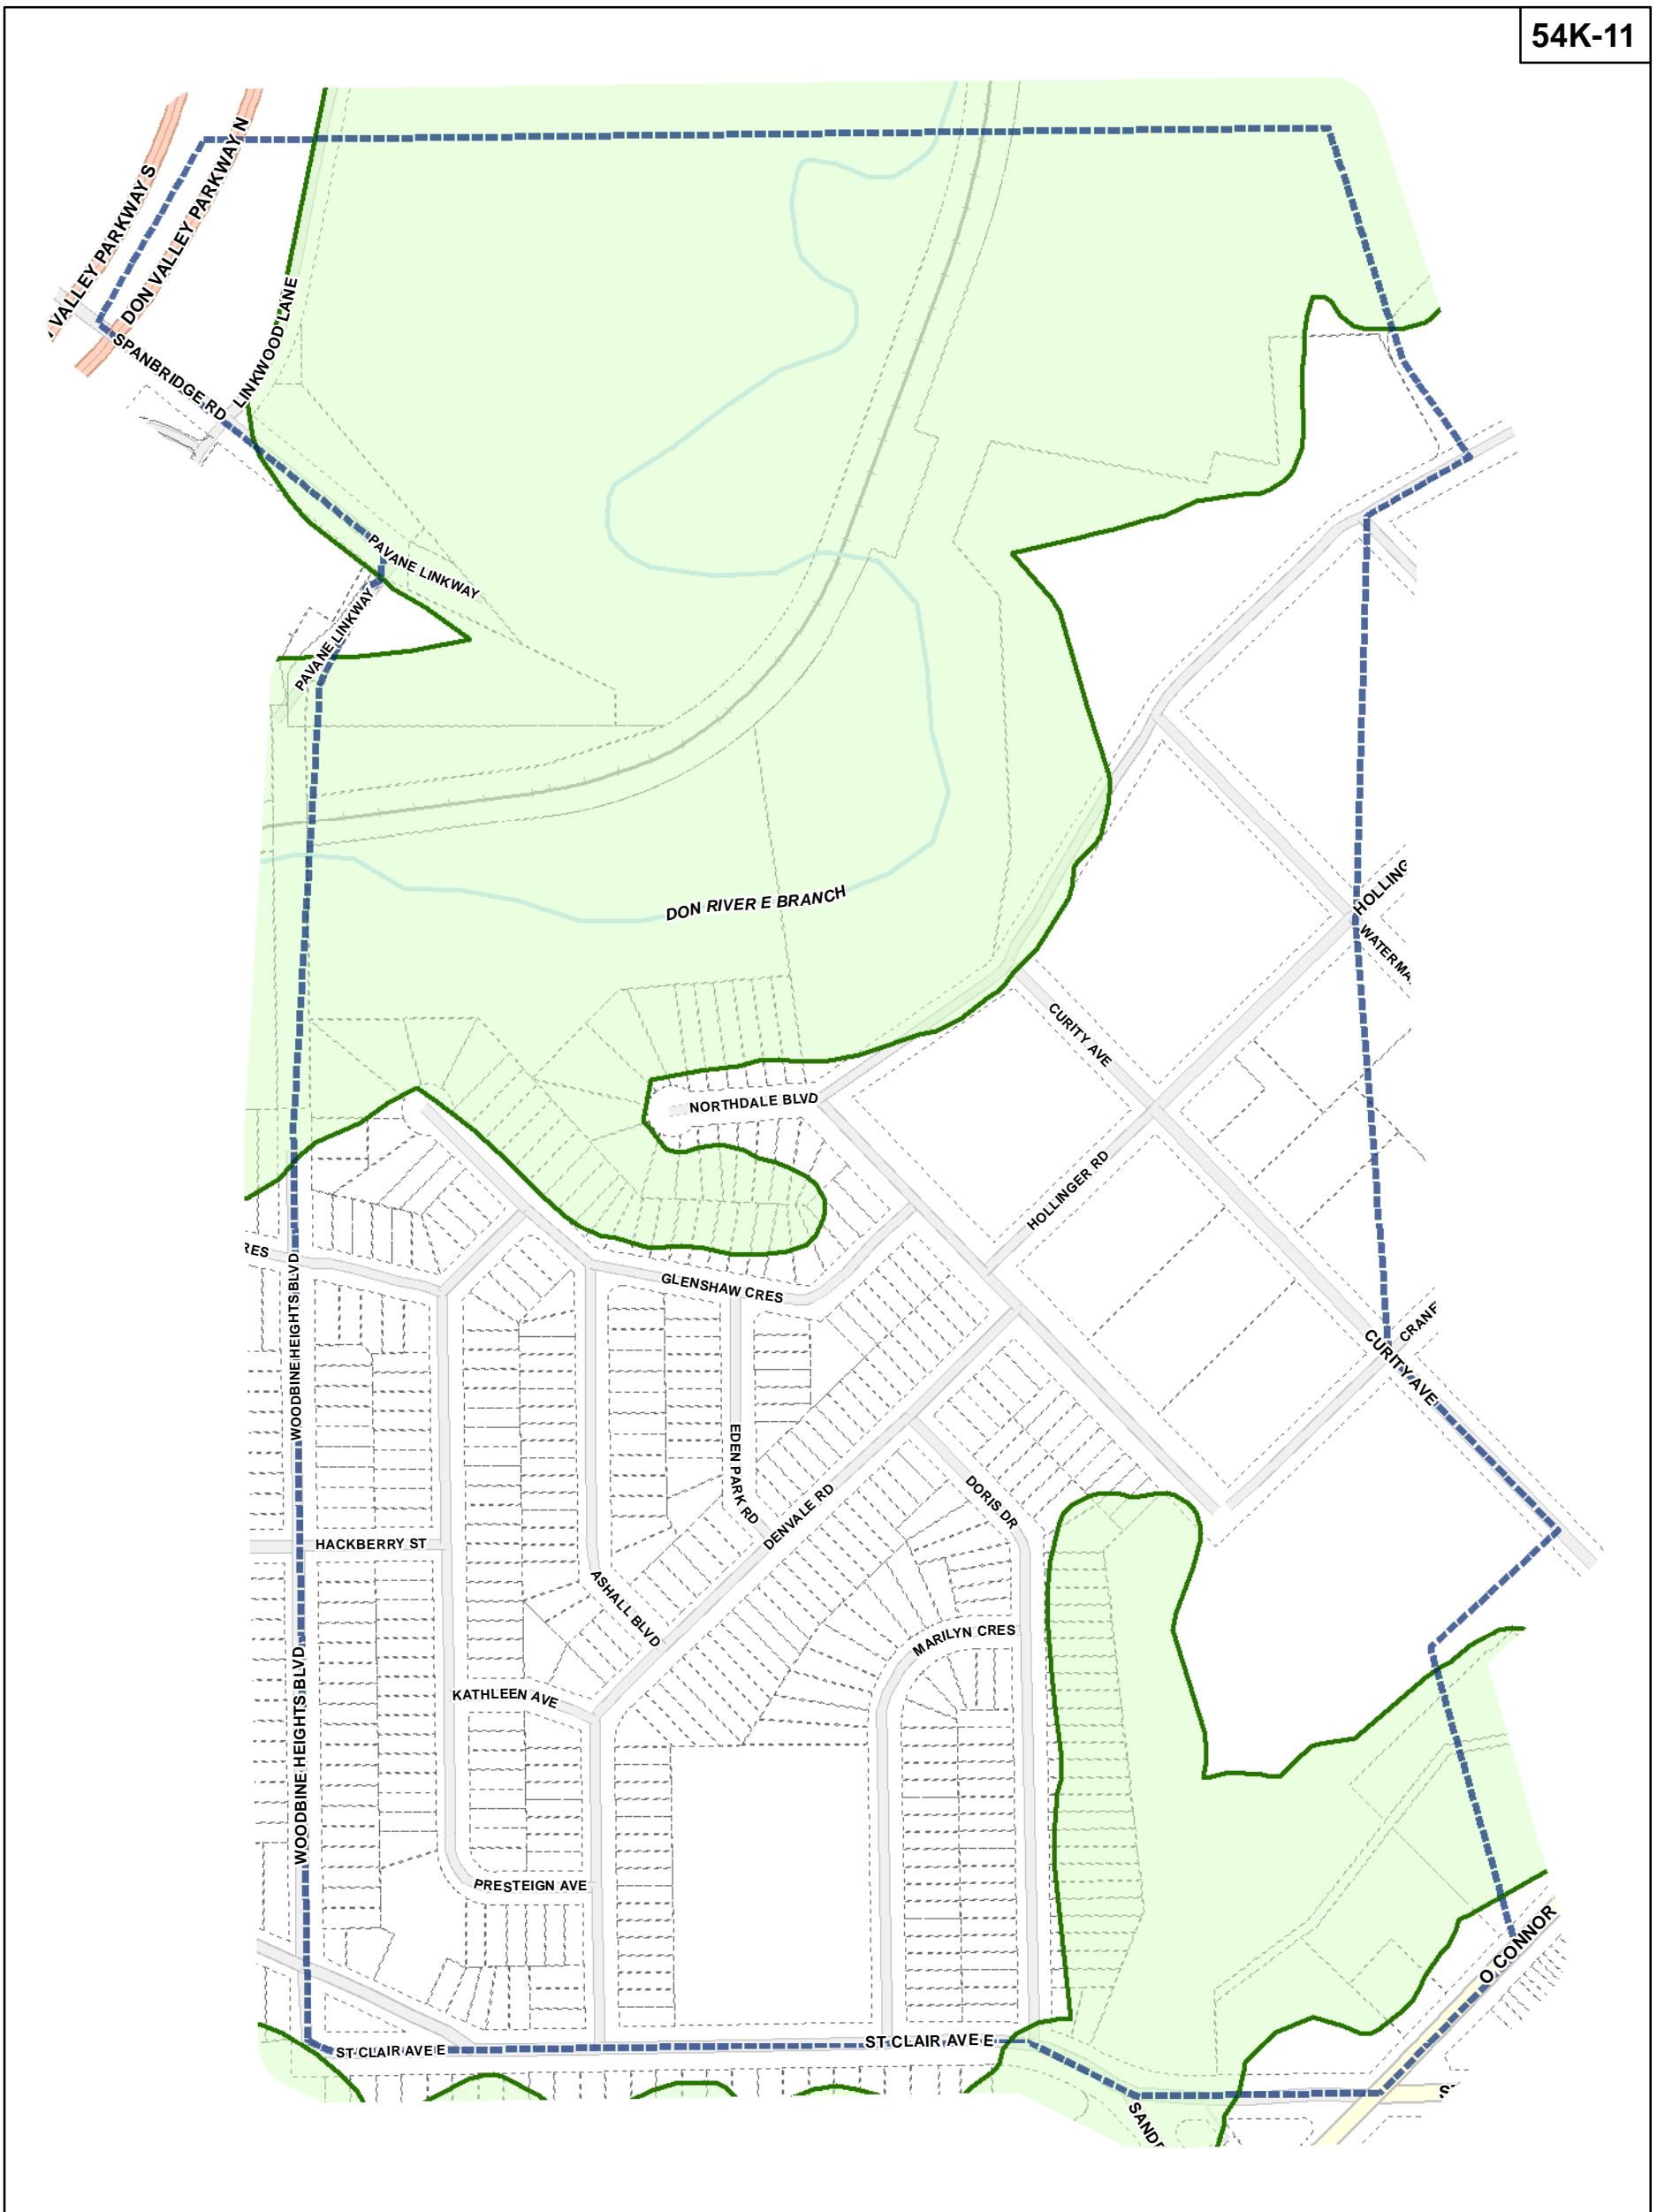 54K-11
VALLEY PARKWAY S
DON VALLEY PARKWAY N
LINKWOOD LANE
SPANBRIDGE RD
PAVANE LINKWAY
PAVANE LINKWAY
HOLLING
DON RIVER E BRANCH
WATERMA
CURITY AVE
NORTHDALE BLVD
HOLLINGER RD
RES
GLENSHAW CRES
WOODBINE HEIGHTS BLVD
CRANF
CURITY AVE
EDEN PARK RD
DENVALE RD
DORIS DR
HACKBERRY ST
ASHALL BLVD
MARILYN CRES
WOODBINE HEIGHTS BLVD
KATHLEEN AVE
PRESTEIGN AVE
O CONNOR
ST CLAIR AVE E
ST CLAIR AVE E
SANDR